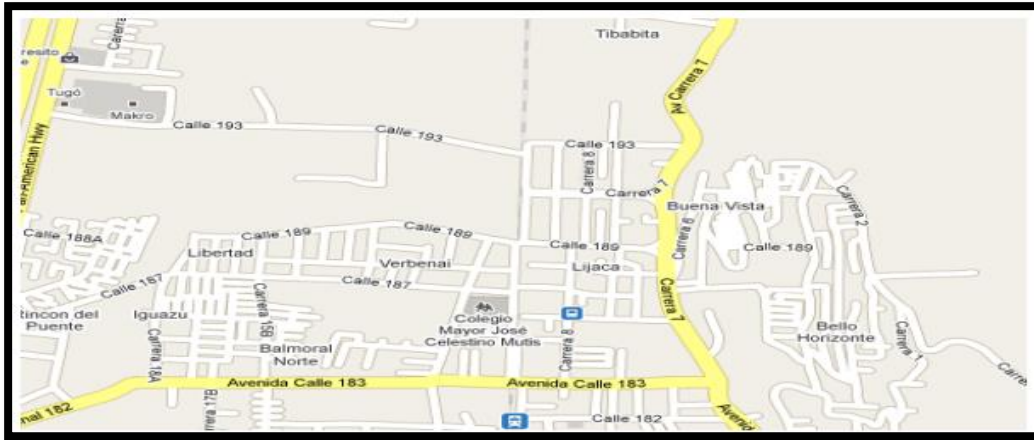 Tibabita
Tugó
Makro
Av Carrera 7
Calle 193
Calle 193
Calle 193
Carrera 8
Carrera 7
Buena Vista
Carrera 2
Carrera 6
Calle 188A
Calle 189
Calle 189
Calle 189
Calle 189
Libertad
Verbenal
Lijaca
Calle 187
Calle 187
Carrera 7
Rincon del
Puente
Iguazu
Carrera 15B
Colegio
Mayor José
Celestino Mutis
Carrera 8
Bello
Horizonte
Carrera 1
Balmoral
Norte
Carrera 18A
Avenida Calle 183
Avenida Calle 183
Carrera 17B
Calle 182